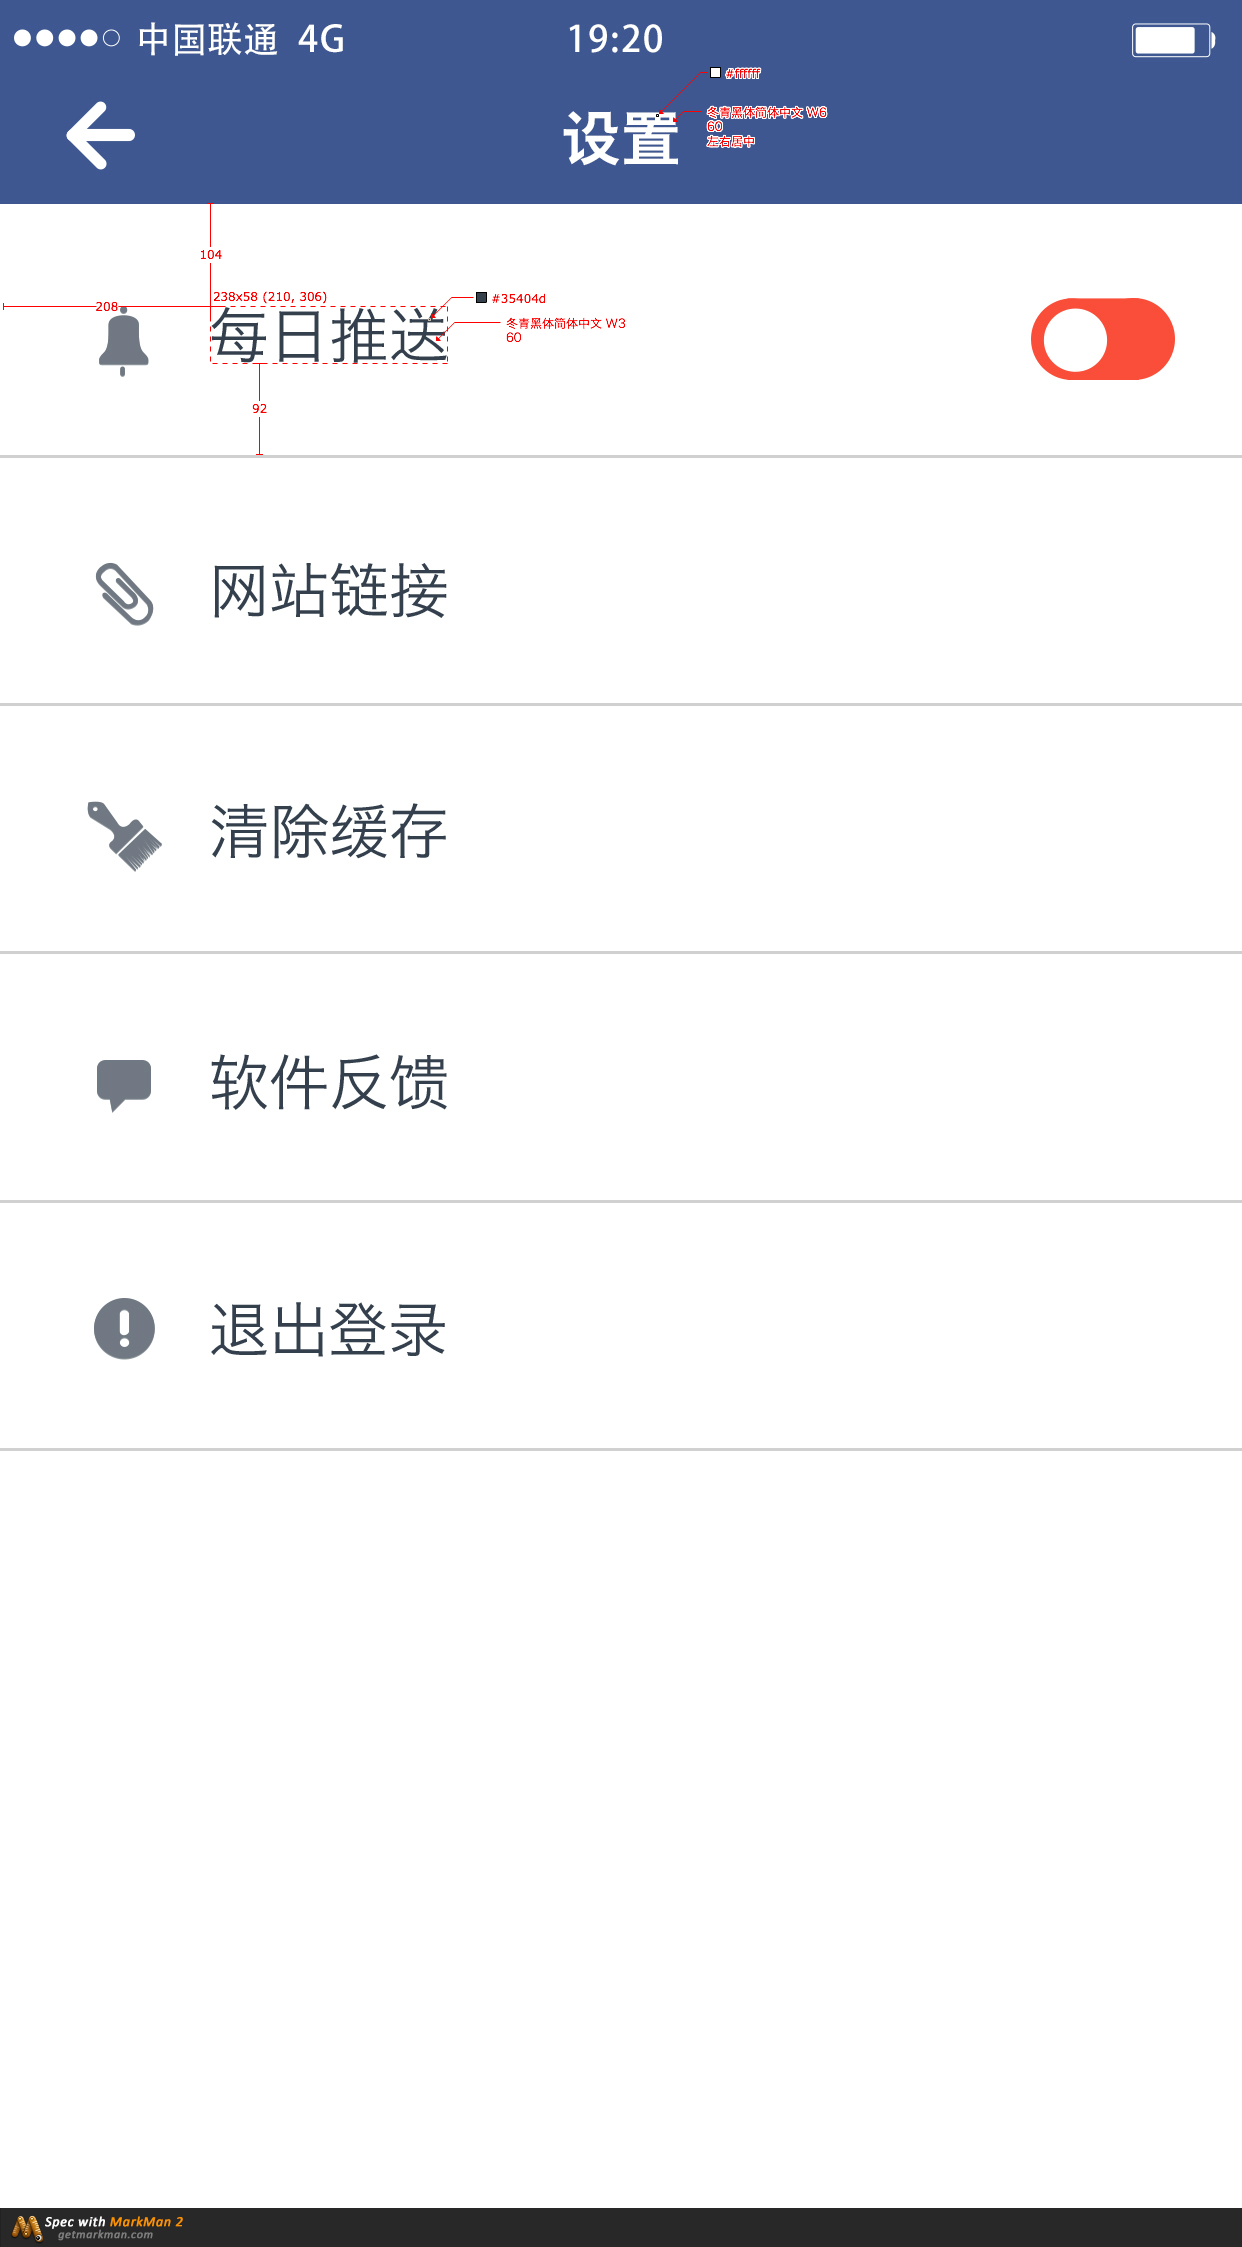 中国联通 4G 19:20
#ffffff
设置
冬青黑体简体中文 W6
60
左右居中
104
238x58 (210, 306)
208
#35404d
每日推送
冬青黑体简体中文 W3
60
92
网站链接
清除缓存
软件反馈
退出登录
Spec with MarkMan 2
getmarkman.com